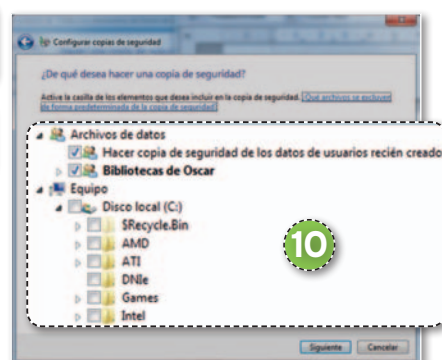 Configurar copias de seguridad
¿De qué desea hacer una copia de seguridad?
Active la casilla de los elementos que desea incluir en la copia de seguridad. ¿Qué archivos se excluyen
de forma predeterminada de la copia de seguridad?
Archivos de datos
Hacer copia de seguridad de los datos de usuarios recién creado
Bibliotecas de Oscar
Equipo
Disco local (C:)
$Recycle.Bin
AMD
ATI
DNIe
Games
Intel
10
Siguiente Cancelar